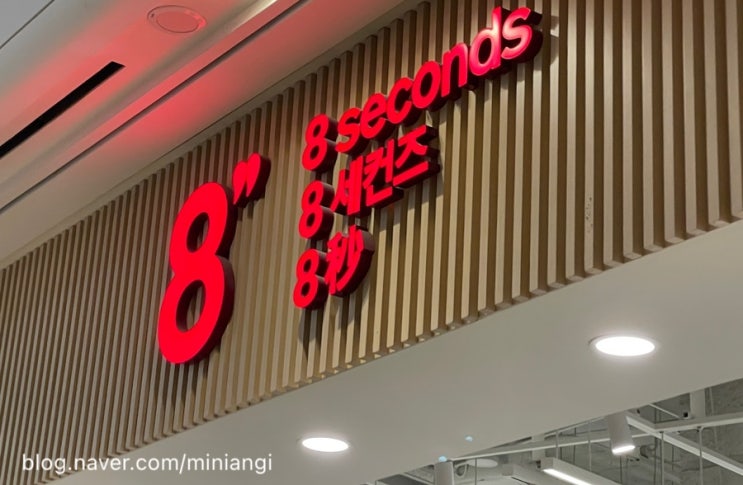 8”
8 seconds
8 세컨즈
8 秒
blog.naver.com/miniangi